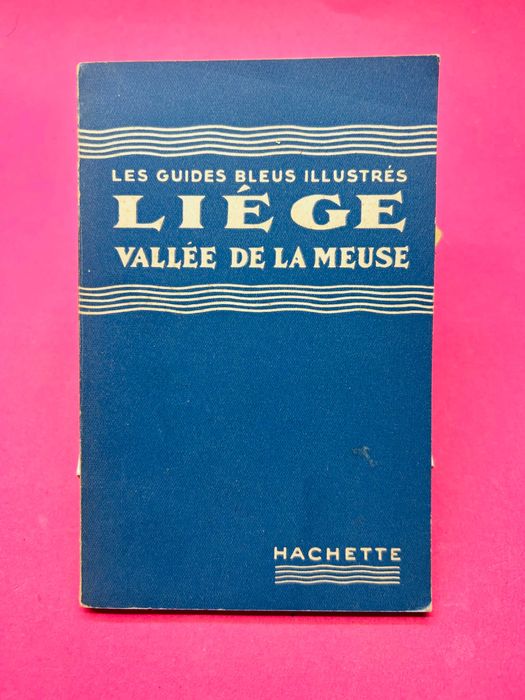 LES GUIDES BLEUS ILLUSTRÉS
LIÉGE
VALLÉE DE LA MEUSE
HACHETTE